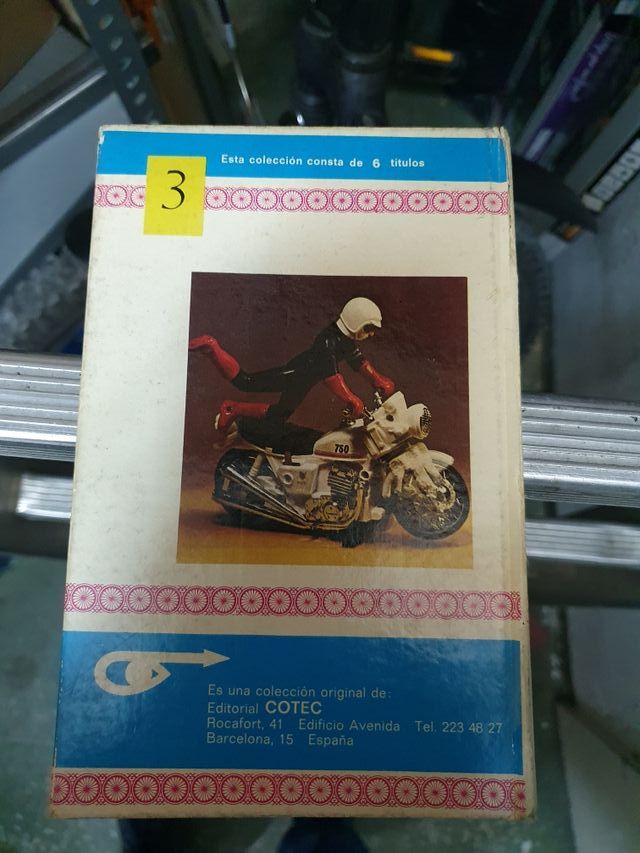 Esta colección consta de 6 títulos
3
750
Es una colección original de:
Editorial COTEC
Rocafort, 41 Edificio Avenida Tel. 223 48 27
Barcelona, 15 España